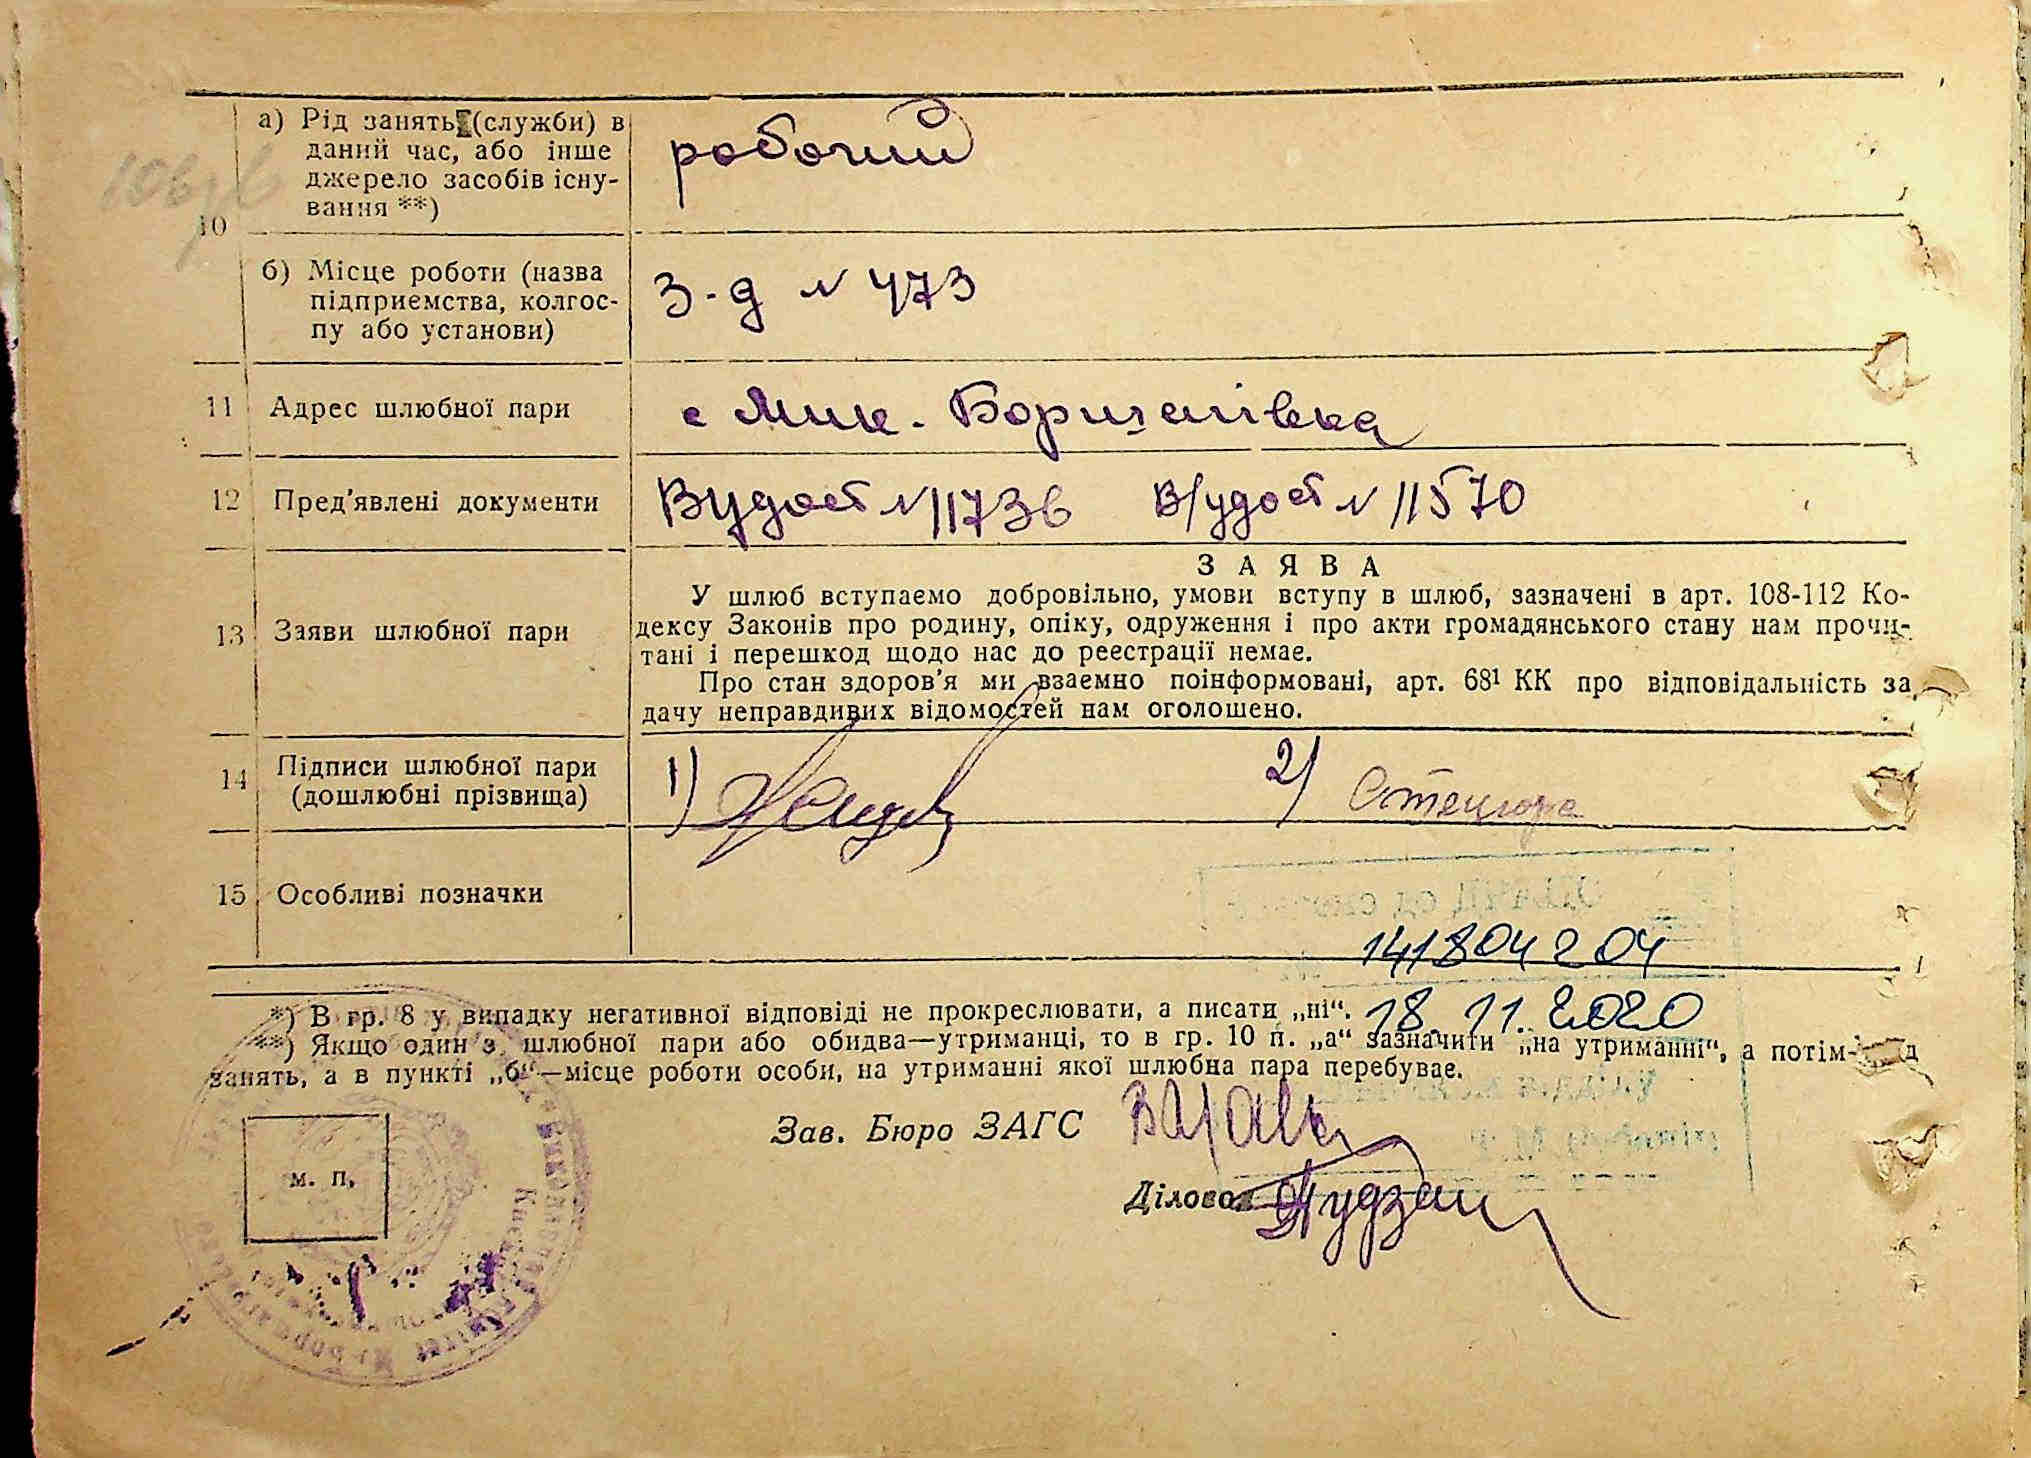 10
а) Рід занять (служби) в
даний час, або інше
джерело засобів існу-
вання **)
робочий
б) Місце роботи (назва
підприємства, колгос-
пу або установи)
З-д N 473
11 Адрес шлюбної пари
с Мик. Борщагівка
12 Пред'явлені документи
В/удост N 11736 В/удост N 11570
13 Заяви шлюбної пари
ЗАЯВА
У шлюб вступаємо добровільно, умови вступу в шлюб, зазначені в арт. 108-112 Ко-
дексу Законів про родину, опіку, одруження і про акти громадянського стану нам прочи-
тані і перешкод щодо нас до реєстрації немає.
Про стан здоров'я ми взаємно поінформовані, арт. 68¹ КК про відповідальність за
дачу неправдивих відомостей нам оголошено.
14 Підписи шлюбної пари
(дошлюбні прізвища)
1) 2)
15 Особливі позначки
141804204
18.11.2020
*) В гр. 8 у випадку негативної відповіді не прокреслювати, а писати „ні“.
**) Якщо один з шлюбної пари або обидва—утриманці, то в гр. 10 п. „а“ зазначити „на утриманні“, а потім
занять, а в пункті „б“—місце роботи особи, на утриманні якої шлюбна пара перебуває.
Зав. Бюро ЗАГС
Діловод
м. п.